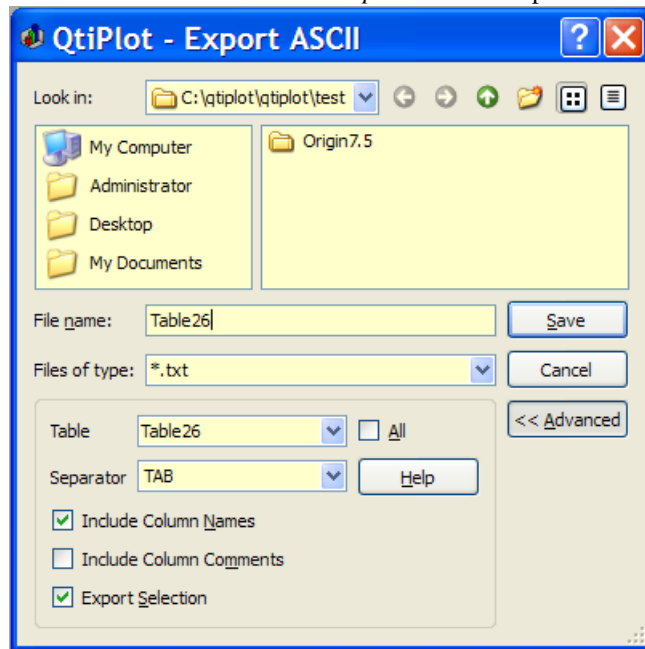 QtiPlot - Export ASCII
Look in: C:\qtiplot\qtiplot\test
My Computer
Administrator
Desktop
My Documents
Origin7.5
File name: Table26 Save
Files of type: *.txt Cancel
Table Table26 All << Advanced
Separator TAB Help
Include Column Names
Include Column Comments
Export Selection